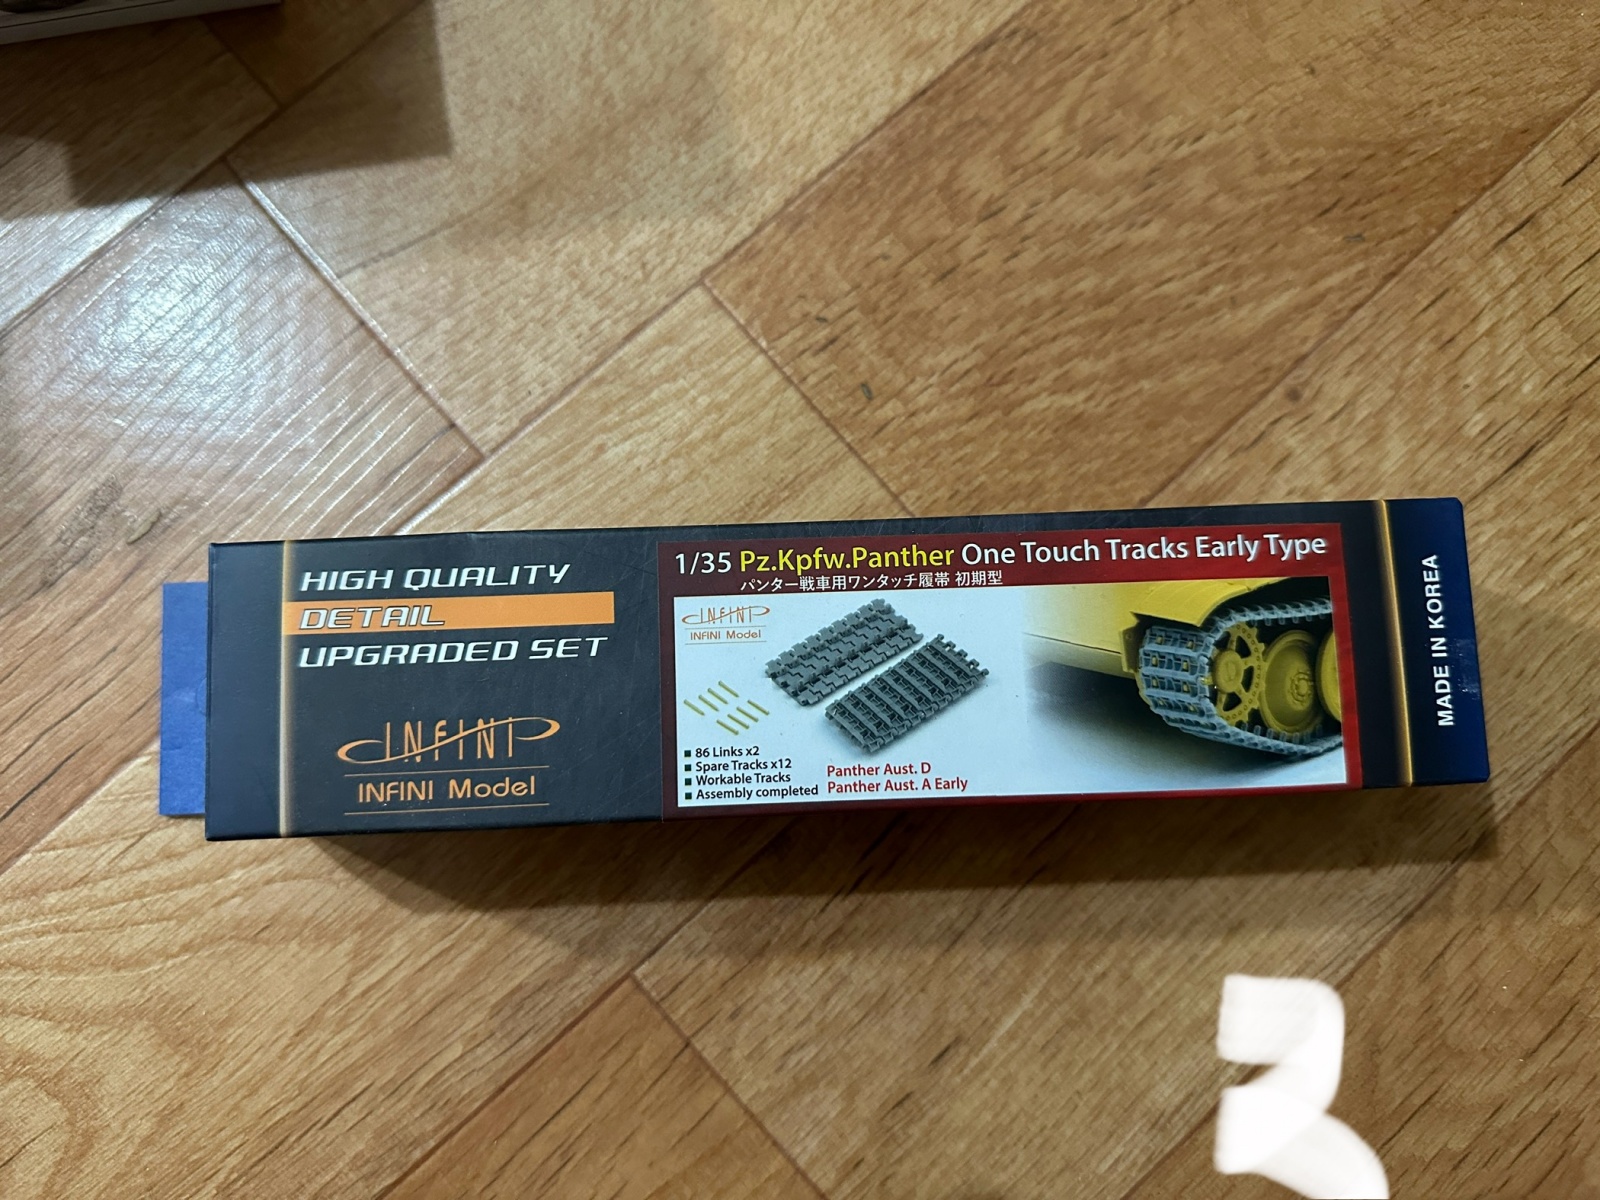 HIGH QUALITY
DETAIL
UPGRADED SET
INFINI
INFINI Model
1/35 Pz.Kpfw.Panther One Touch Tracks Early Type
パンター戦車用ワンタッチ履帯 初期型
INFINI
INFINI Model
86 Links x2
Spare Tracks x12
Workable Tracks
Assembly completed
Panther Aust. D
Panther Aust. A Early
MADE IN KOREA